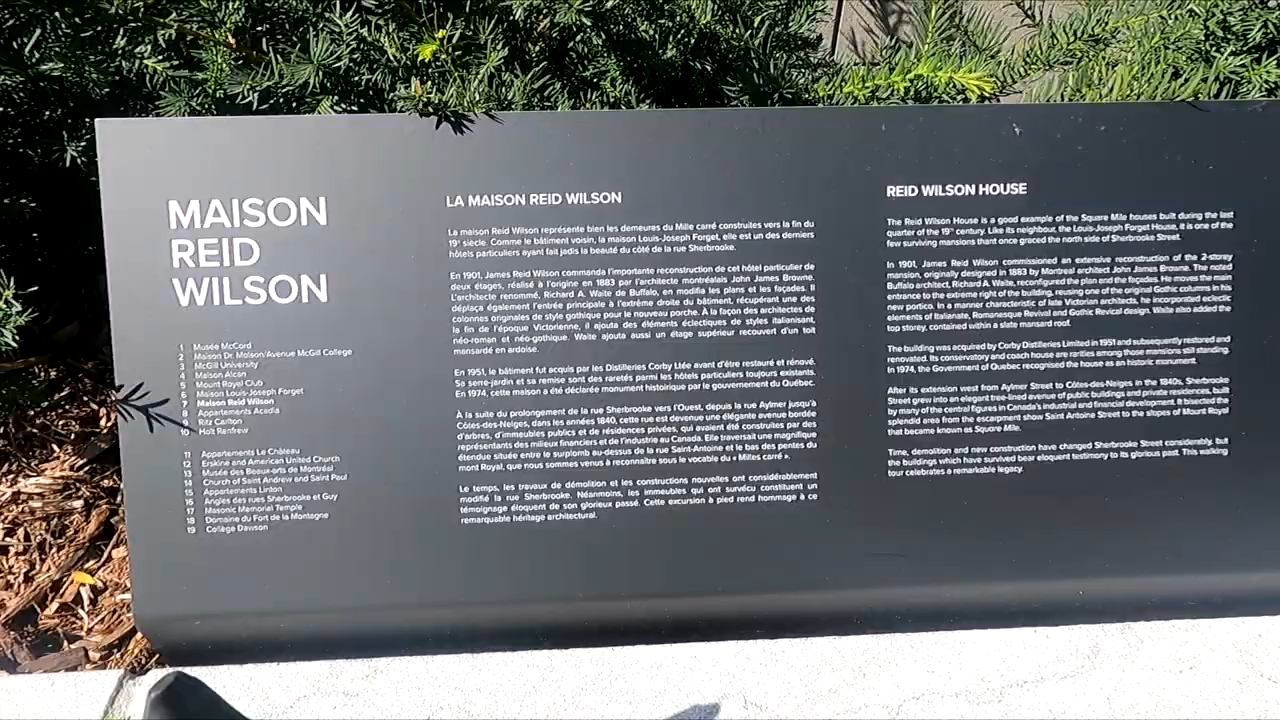 MAISON
REID
WILSON
1 Musée McCord
2 Maison Dr. Molson/Avenue McGill College
3 McGill University
4 Maison Alcan
5 Mount Royal Club
6 Maison Louis-Joseph Forget
7 Maison Reid Wilson
8 Appartements Acadia
9 Ritz Carlton
10 Holt Renfrew
11 Appartements Le Château
12 Erskine and American United Church
13 Musée des Beaux-arts de Montréal
14 Church of Saint Andrew and Saint Paul
15 Appartements Linton
16 Angles des rues Sherbrooke et Guy
17 Masonic Memorial Temple
18 Domaine du Fort de la Montagne
19 Collège Dawson
LA MAISON REID WILSON
La maison Reid Wilson représente bien les demeures du Mille carré construites vers la fin du
19e siècle. Comme le bâtiment voisin, la maison Louis-Joseph Forget, elle est un des derniers
hôtels particuliers ayant fait jadis la beauté du côté de la rue Sherbrooke.
En 1901, James Reid Wilson commanda l'importante reconstruction de cet hôtel particulier de
deux étages, réalisé à l'origine en 1883 par l'architecte montréalais John James Browne.
L'architecte renommé, Richard A. Waite de Buffalo, en modifia les plans et les façades. Il
déplaça également l'entrée principale à l'extrême droite du bâtiment, récupérant une des
colonnes originales de style gothique pour le nouveau porche. À la façon des architectes de
la fin de l'époque Victorienne, il ajouta des éléments éclectiques de styles italianisant,
néo-roman et néo-gothique. Waite ajouta aussi un étage supérieur recouvert d'un toit
mansardé en ardoise.
En 1951, le bâtiment fut acquis par les Distilleries Corby Ltée avant d'être restauré et rénové.
Sa serre-jardin et sa remise sont des raretés parmi les hôtels particuliers toujours existants.
En 1974, cette maison a été déclarée monument histoirique par le gouvernement du Québec.
À la suite du prolongement de la rue Sherbrooke vers l'Ouest, depuis la rue Aylmer jusqu'à
Côtes-des-Neiges, dans les années 1840, cette rue est devenue une élégante avenue bordée
d'arbres, d'immeubles publics et de résidences privées, qui avaient été construites par des
représentants des milieux financiers et de l'industrie au Canada. Elle traversait une magnifique
étendue située entre le surplomb au-dessus de la rue Saint-Antoine et le bas des pentes du
mont Royal, que nous sommes venus à reconnaître sous le vocable du « Milles carré ».
Le temps, les travaux de démolition et les constructions nouvelles ont considérablement
modifié la rue Sherbrooke. Néanmoins, les immeubles qui ont survécu constituent un
témoignage éloquent de son glorieux passé. Cette excursion à pied rend hommage à ce
remarquable héritage architectural.
REID WILSON HOUSE
The Reid Wilson House is a good example of the Square Mile houses built during the last
quarter of the 19th century. Like its neighbour, the Louis-Joseph Forget House, it is one of the
few surviving mansions thant once graced the north side of Sherbrooke Street.
In 1901, James Reid Wilson commissioned an extensive reconstruction of the 2-storey
mansion, originally designed in 1883 by Montreal architect John James Browne. The noted
Buffalo architect, Richard A. Waite, reconfigured the plan and the façades. He moves the main
entrance to the extreme right of the building, reusing one of the original Gothic columns in his
new portico. In a manner characteristic of late Victorian architects, he incorporated eclectic
elements of Italianate, Romanesque Revival and Gothic Revical design. Waite also added the
top storey, contained within a slate mansard roof.
The building was acquired by Corby Distilleries Limited in 1951 and subsequently restored and
renovated. Its conservatory and coach house are rarities among those mansions still standing.
In 1974, the Government of Quebec recognised the house as an historic monument.
After its extension west from Aylmer Street to Côtes-des-Neiges in the 1840s, Sherbrooke
Street grew into an elegant tree-lined avenue of public buildings and private residences, built
by many of the central figures in Canada's industrial and financial development. It bisected the
splendid area from the escarpment show Saint Antoine Street to the slopes of Mount Royal
that became known as Square Mile.
Time, demolition and new construction have changed Sherbrooke Street considerably, but
the buildings which have survived bear eloquent testimony to its glorious past. This walking
tour celebrates a remarkable legacy.